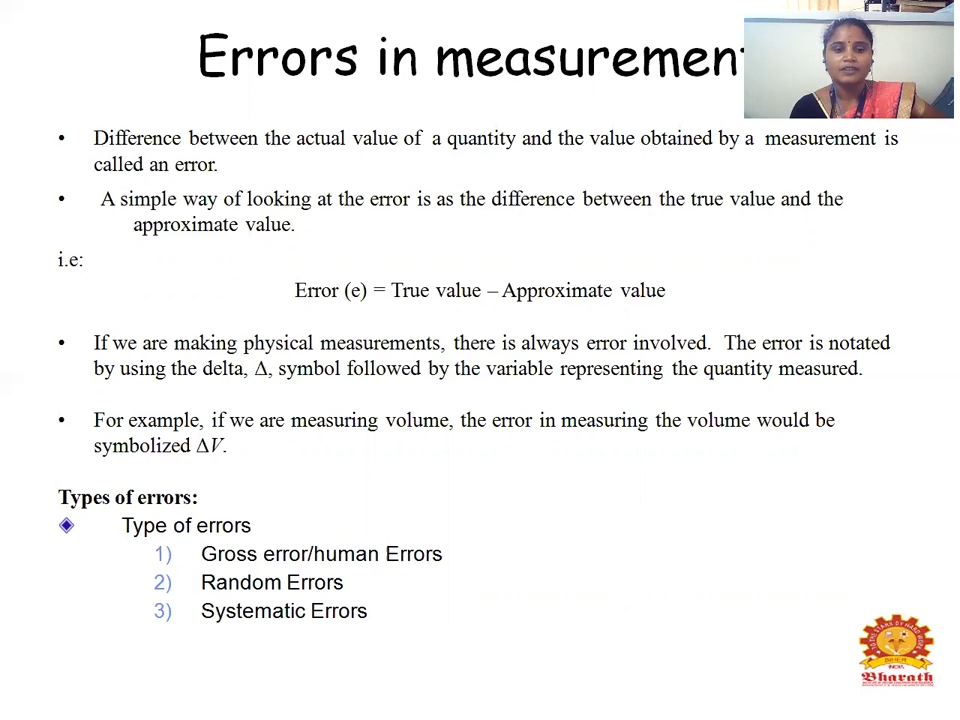 Errors in measurement
• Difference between the actual value of a quantity and the value obtained by a measurement is
called an error.
• A simple way of looking at the error is as the difference between the true value and the
approximate value.
i.e:
Error (e) = True value – Approximate value
• If we are making physical measurements, there is always error involved. The error is notated
by using the delta, Δ, symbol followed by the variable representing the quantity measured.
• For example, if we are measuring volume, the error in measuring the volume would be
symbolized ΔV.
Types of errors:
Type of errors
1) Gross error/human Errors
2) Random Errors
3) Systematic Errors
BIHER
INDIA
Bharath